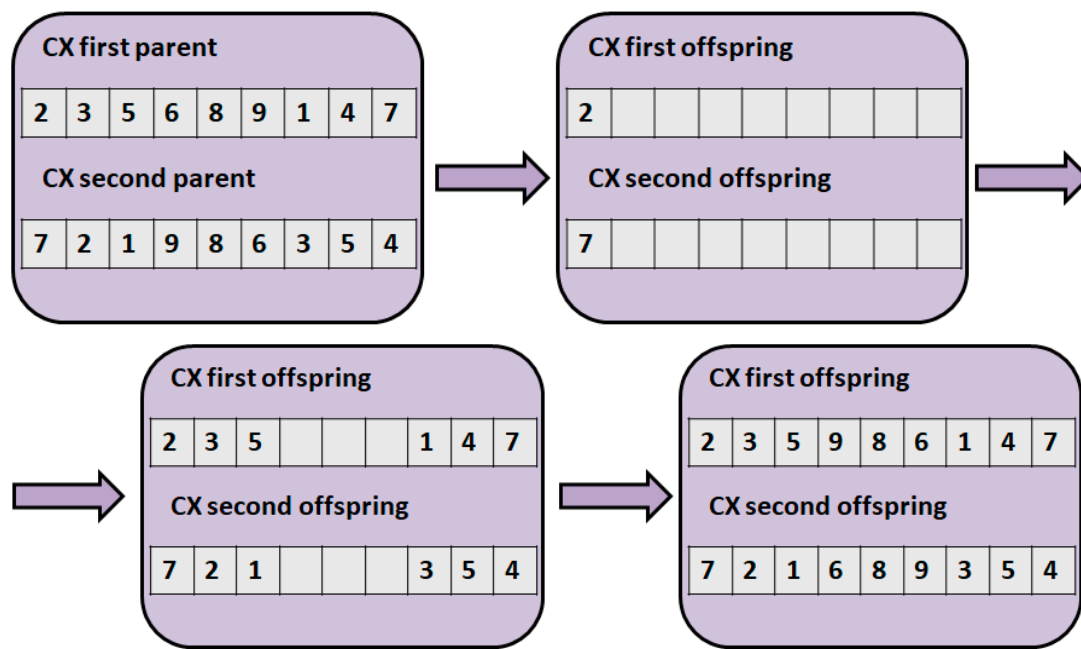 CX first parent
2 3 5 6 8 9 1 4 7
CX second parent
7 2 1 9 8 6 3 5 4
CX first offspring
2
CX second offspring
7
CX first offspring
2 3 5 1 4 7
CX second offspring
7 2 1 3 5 4
CX first offspring
2 3 5 9 8 6 1 4 7
CX second offspring
7 2 1 6 8 9 3 5 4